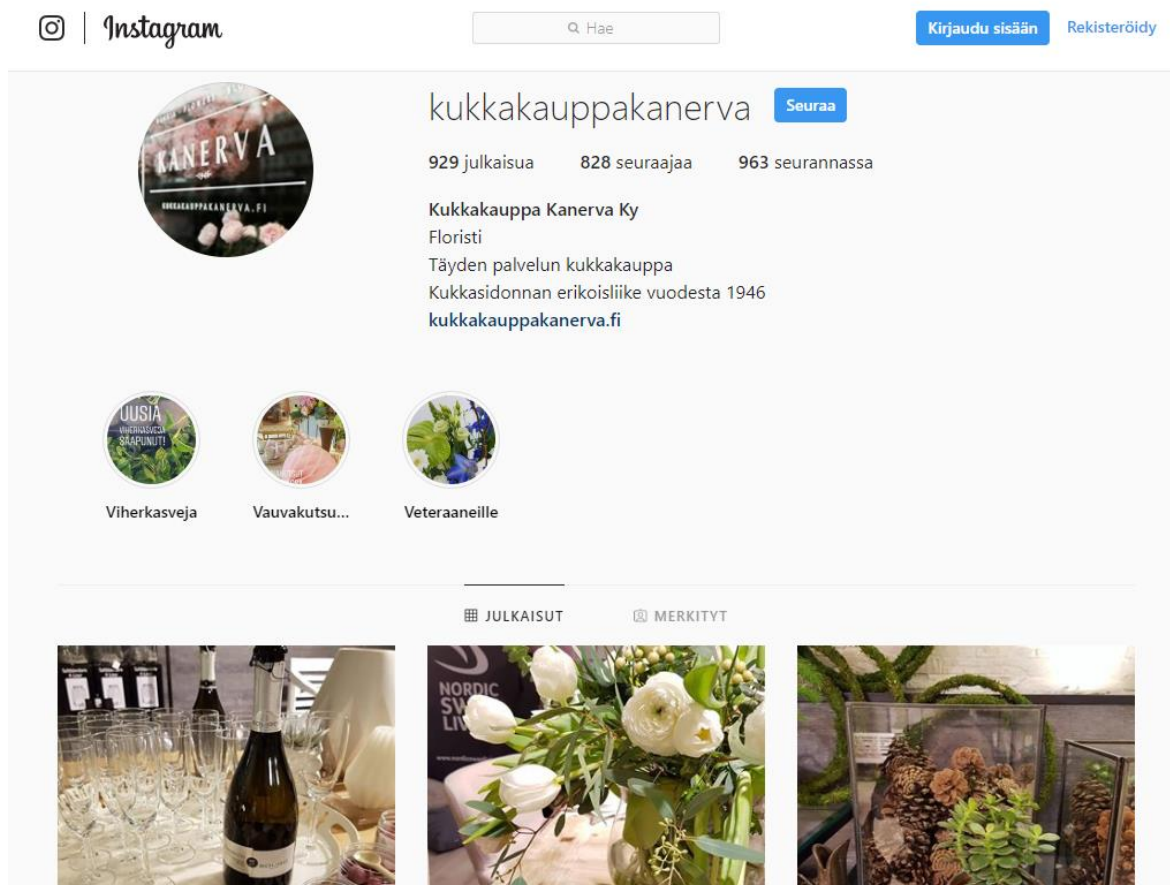 Instagram
Hae
Kirjaudu sisään
Rekisteröidy
kukkakauppakanerva
Seuraa
929 julkaisua 828 seuraajaa 963 seurannassa
KANERVA
KUKKAKAUPPAKANERVA.FI
Kukkakauppa Kanerva Ky
Floristi
Täyden palvelun kukkakauppa
Kukkasidonnan erikoisliike vuodesta 1946
kukkakauppakanerva.fi
UUSIA
VIHERKASVEJA
SAAPUNUT!
Viherkasveja
Vauvakutsu...
Veteraaneille
JULKAISUT
MERKITYT
NORDIC